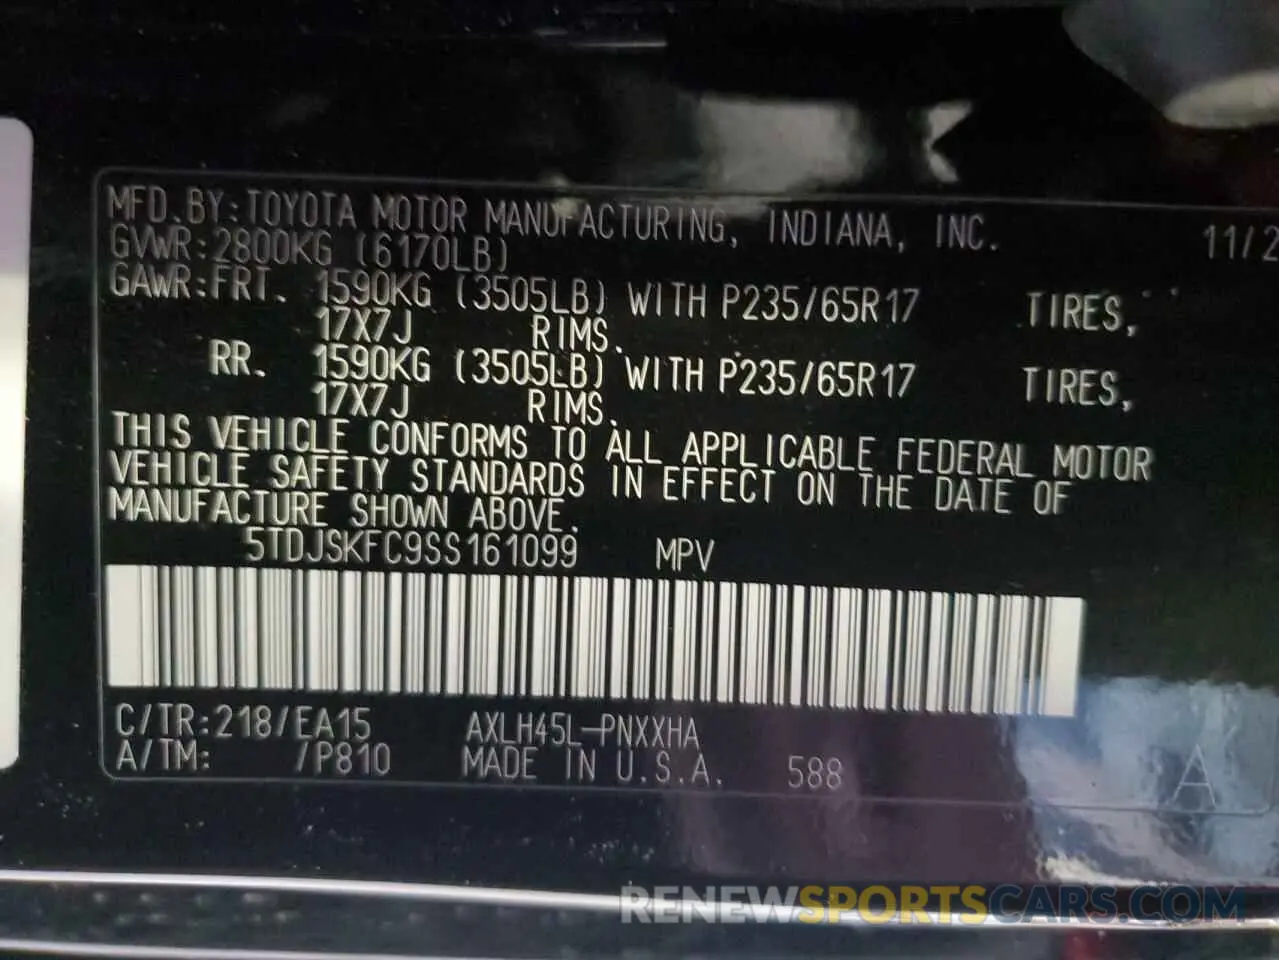 MFD.BY:TOYOTA MOTOR MANUFACTURING, INDIANA, INC. 11/2
GVWR:2800KG (6170LB)
GAWR:FRT. 1590KG (3505LB) WITH P235/65R17 TIRES,
17X7J RIMS.
RR. 1590KG (3505LB) WITH P235/65R17 TIRES,
17X7J RIMS.
THIS VEHICLE CONFORMS TO ALL APPLICABLE FEDERAL MOTOR
VEHICLE SAFETY STANDARDS IN EFFECT ON THE DATE OF
MANUFACTURE SHOWN ABOVE.
5TDJSKFC9SS161099 MPV
C/TR:218/EA15 AXLH45L-PNXXHA
A/TM: /P810 MADE IN U.S.A. 588 A
RENEWSPORTSCARS.COM